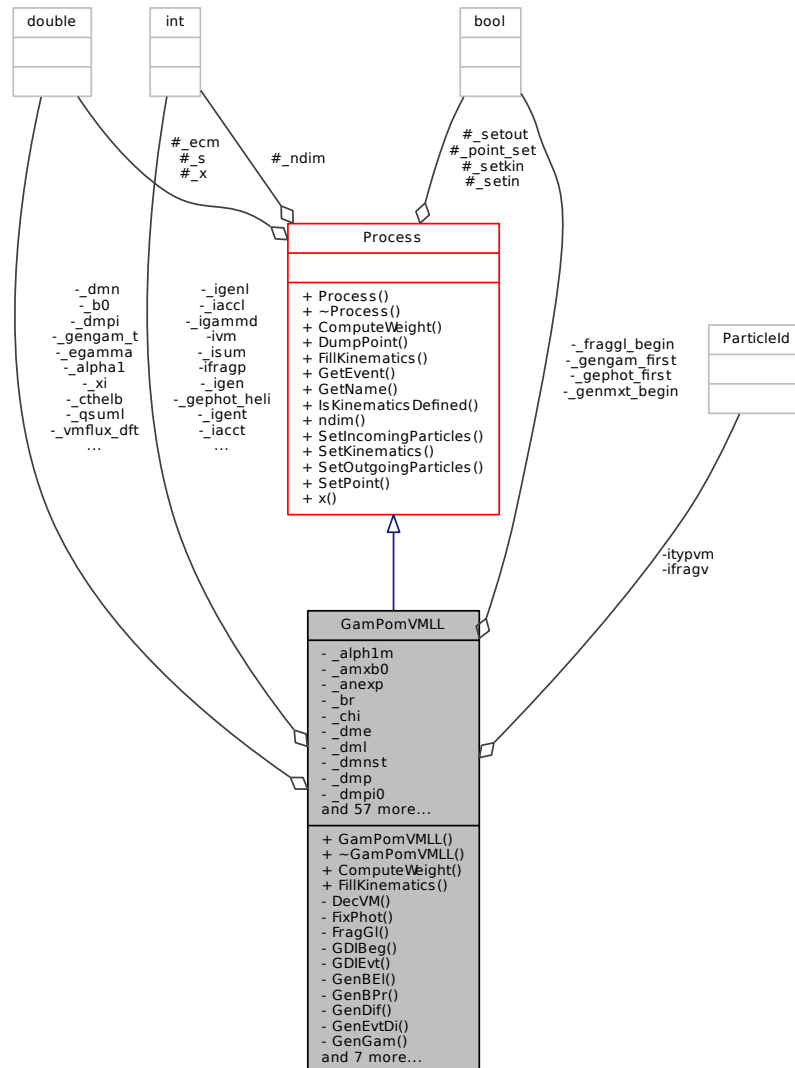 double
int
bool
#_ecm
#_s
#_x
#_ndim
#_setout
#_point_set
#_setkin
#_setin
Process
+ Process()
+ ~Process()
+ ComputeWeight()
+ DumpPoint()
+ FillKinematics()
+ GetEvent()
+ GetName()
+ IsKinematicsDefined()
+ ndim()
+ SetIncomingParticles()
+ SetKinematics()
+ SetOutgoingParticles()
+ SetPoint()
+ x()
ParticleId
-_dmn
-_b0
-_dmpi
-_gengam_t
-_egamma
-_alpha1
-_xi
-_cthelb
-_qsuml
-_vmflux_dft
...
-_igenl
-_iaccl
-_igammd
-ivm
-_isum
-ifragp
-_igen
-_gephot_heli
-_igent
-_iacct
...
-_fraggl_begin
-_gengam_first
-_gephot_first
-_genmxt_begin
-itypvm
-ifragv
GamPomVMLL
- _alph1m
- _amxb0
- _anexp
- _br
- _chi
- _dme
- _dml
- _dmnst
- _dmp
- _dmpi0
and 57 more...
+ GamPomVMLL()
+ ~GamPomVMLL()
+ ComputeWeight()
+ FillKinematics()
- DecVM()
- FixPhot()
- FragGl()
- GDIBeg()
- GDIEvt()
- GenBEl()
- GenBPr()
- GenDif()
- GenEvtDi()
- GenGam()
and 7 more...